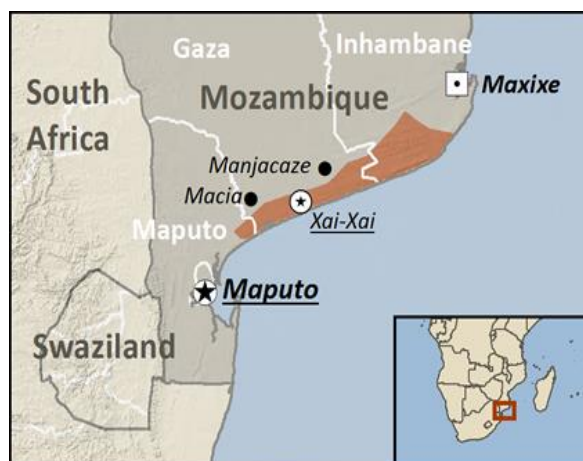 Gaza
Inhambane
South
Africa
Mozambique
Maxixe
Manjacaze
Macia
Xai-Xai
Maputo
Maputo
Swaziland